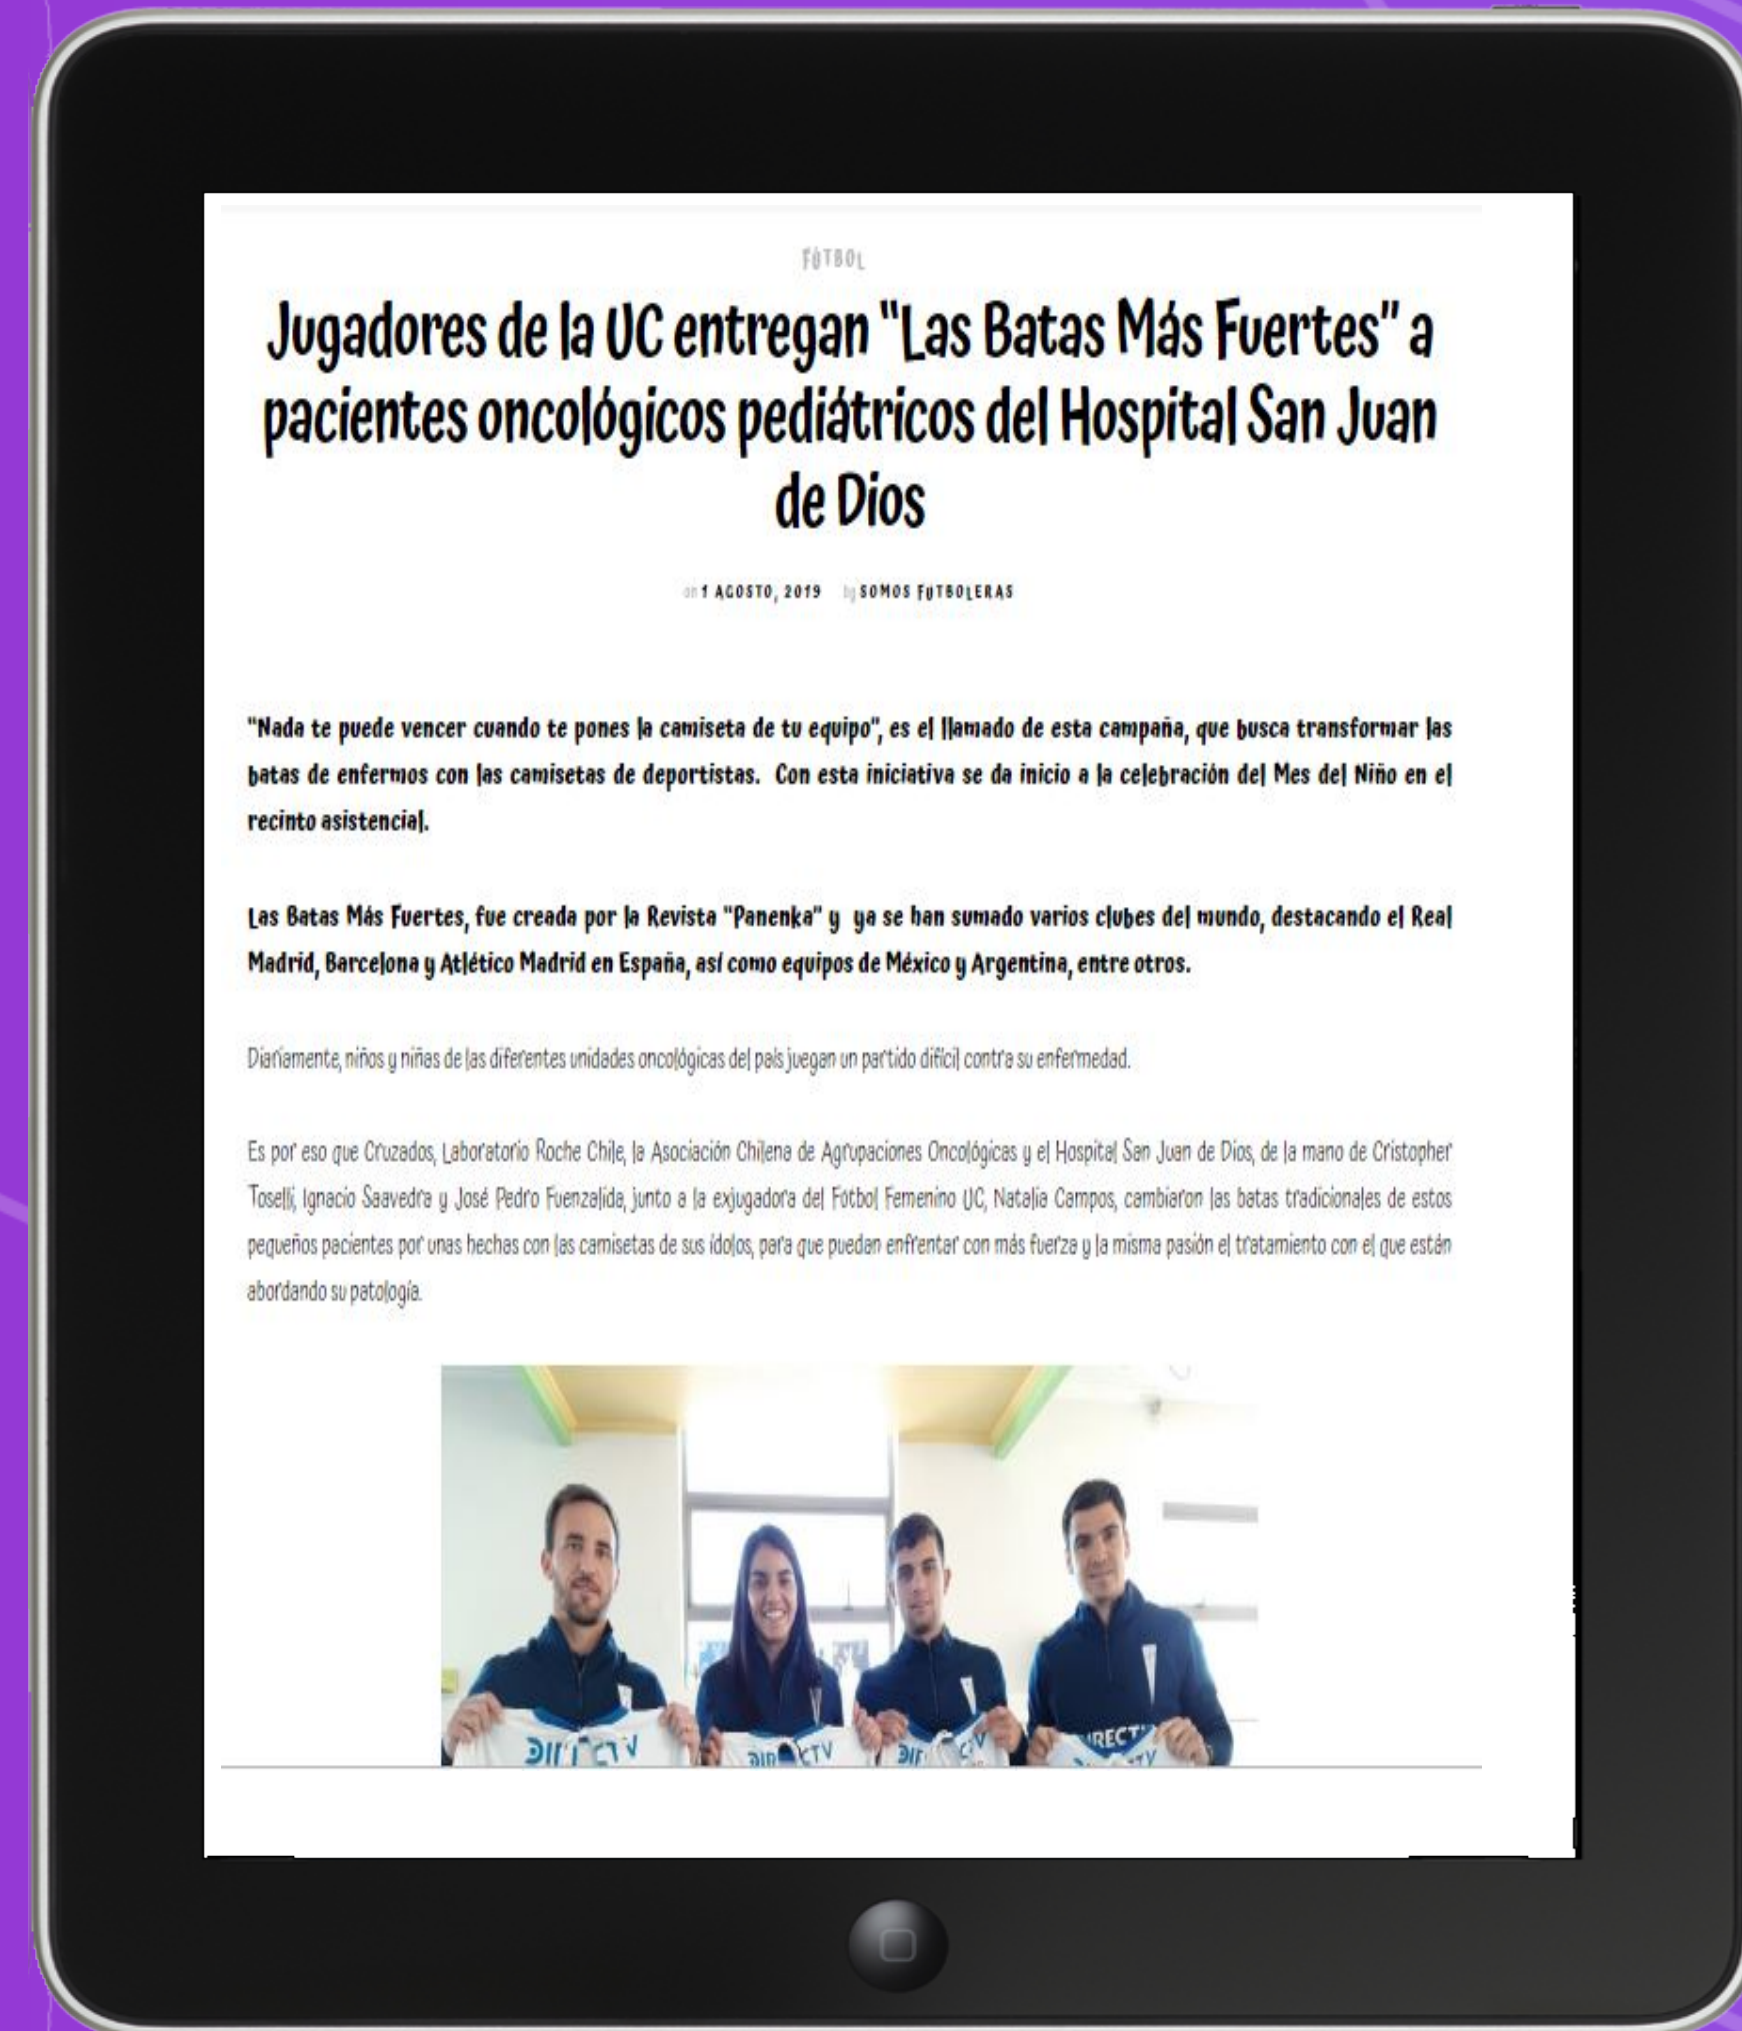 FÚTBOL
Jugadores de la UC entregan "Las Batas Más Fuertes" a
pacientes oncológicos pediátricos del Hospital San Juan
de Dios
on 1 AGOSTO, 2019 by SOMOS FUTBOLERAS
"Nada te puede vencer cuando te pones la camiseta de tu equipo", es el llamado de esta campaña, que busca transformar las
batas de enfermos con las camisetas de deportistas. Con esta iniciativa se da inicio a la celebración del Mes del Niño en el
recinto asistencial.
Las Batas Más Fuertes, fue creada por la Revista "Panenka" y ya se han sumado varios clubes del mundo, destacando el Real
Madrid, Barcelona y Atlético Madrid en España, así como equipos de México y Argentina, entre otros.
Diariamente, niños y niñas de las diferentes unidades oncológicas del país juegan un partido difícil contra su enfermedad.
Es por eso que Cruzados, Laboratorio Roche Chile, la Asociación Chilena de Agrupaciones Oncológicas y el Hospital San Juan de Dios, de la mano de Cristopher
Toselli, Ignacio Saavedra y José Pedro Fuenzalida, junto a la exjugadora del Fútbol Femenino UC, Natalia Campos, cambiaron las batas tradicionales de estos
pequeños pacientes por unas hechas con las camisetas de sus ídolos, para que puedan enfrentar con más fuerza y la misma pasión el tratamiento con el que están
abordando su patología.